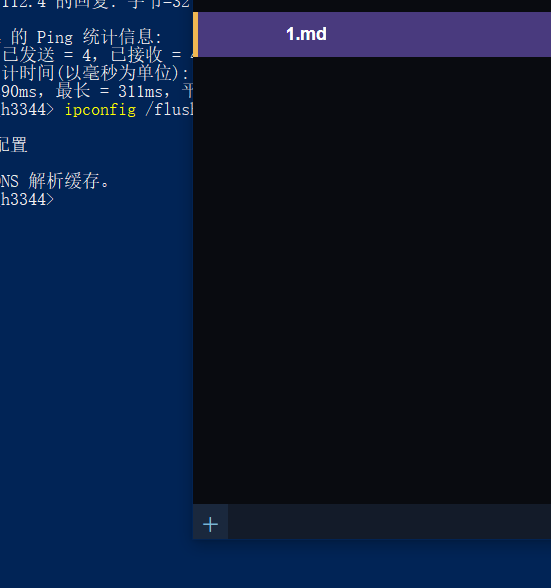 112.4 的回复: 字节=32
的 Ping 统计信息:
已发送 = 4, 已接收 =
计时间(以毫秒为单位):
90ms, 最长 = 311ms,
h3344> ipconfig /flush
配置
NS 解析缓存。
h3344>
1.md
+